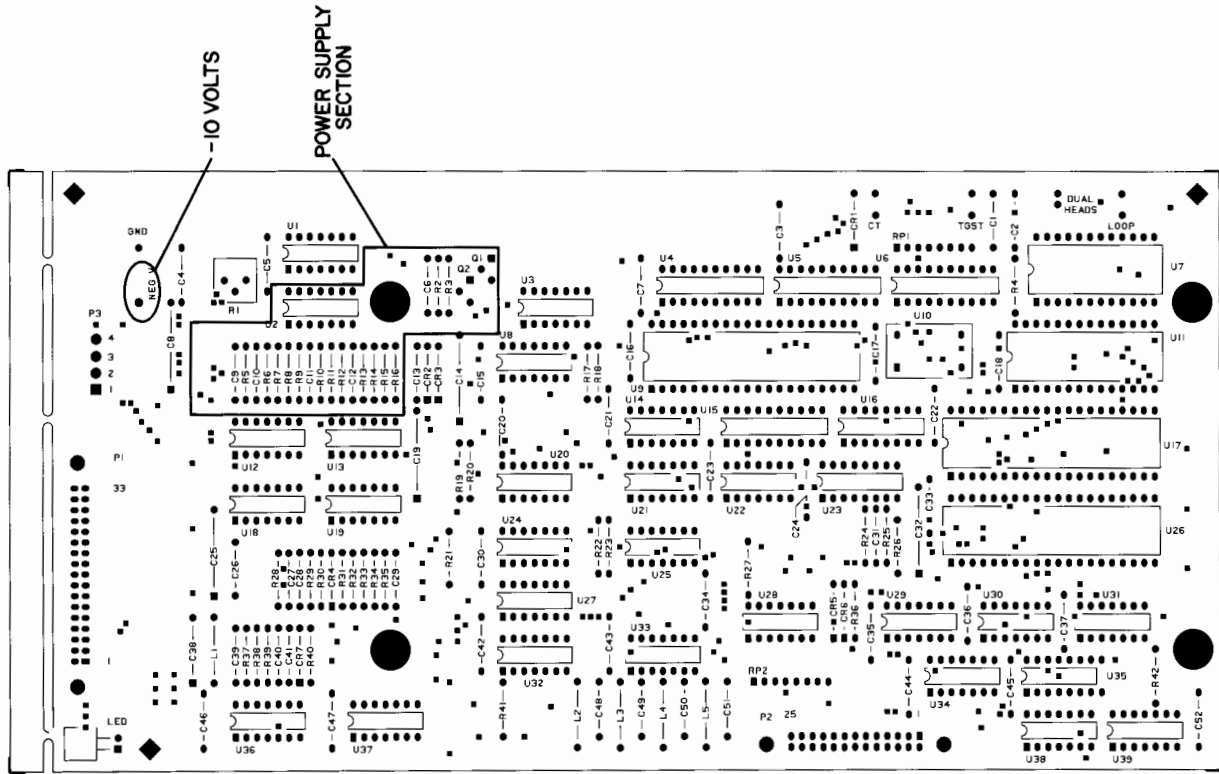 -10 VOLTS
POWER SUPPLY
SECTION
GND
NEG V
P3
4
3
2
1
C8
C4
R1
C5
U1
U2
C9
R5
C10
R6
R7
R8
R9
C11
R10
R11
R12
C12
R13
R14
R15
R16
C6
R2
R3
Q2
Q1
C13
CR2
CR3
C14
C15
U3
U8
R17
R18
C7
C16
U4
U5
U6
C3
CR1
CT
RP1
TGST
C1
C2
DUAL
HEADS
LOOP
R4
U7
U9
C17
U10
C18
U11
P1
33
1
U12
U13
C19
R19
R20
C20
U20
C21
U14
U15
U16
C22
C23
U17
U18
U19
U21
U22
C24
U23
C33
C32
U26
C25
C26
R28
C27
C28
R29
R30
CR4
R31
R32
R33
R34
R35
C29
R21
C30
U24
R22
R23
U25
U27
C34
R27
U28
R24
C31
R25
R26
CR5
CR6
R36
C35
U29
C36
U30
C37
U31
C38
L1
C39
R37
R38
R39
C40
C41
CR7
R40
C42
U32
C43
U33
RP2
C44
U34
C45
U35
R42
LED
C46
U36
C47
U37
R41
L2
C48
L3
C49
L4
C50
L5
C51
P2
25
U38
U39
C52